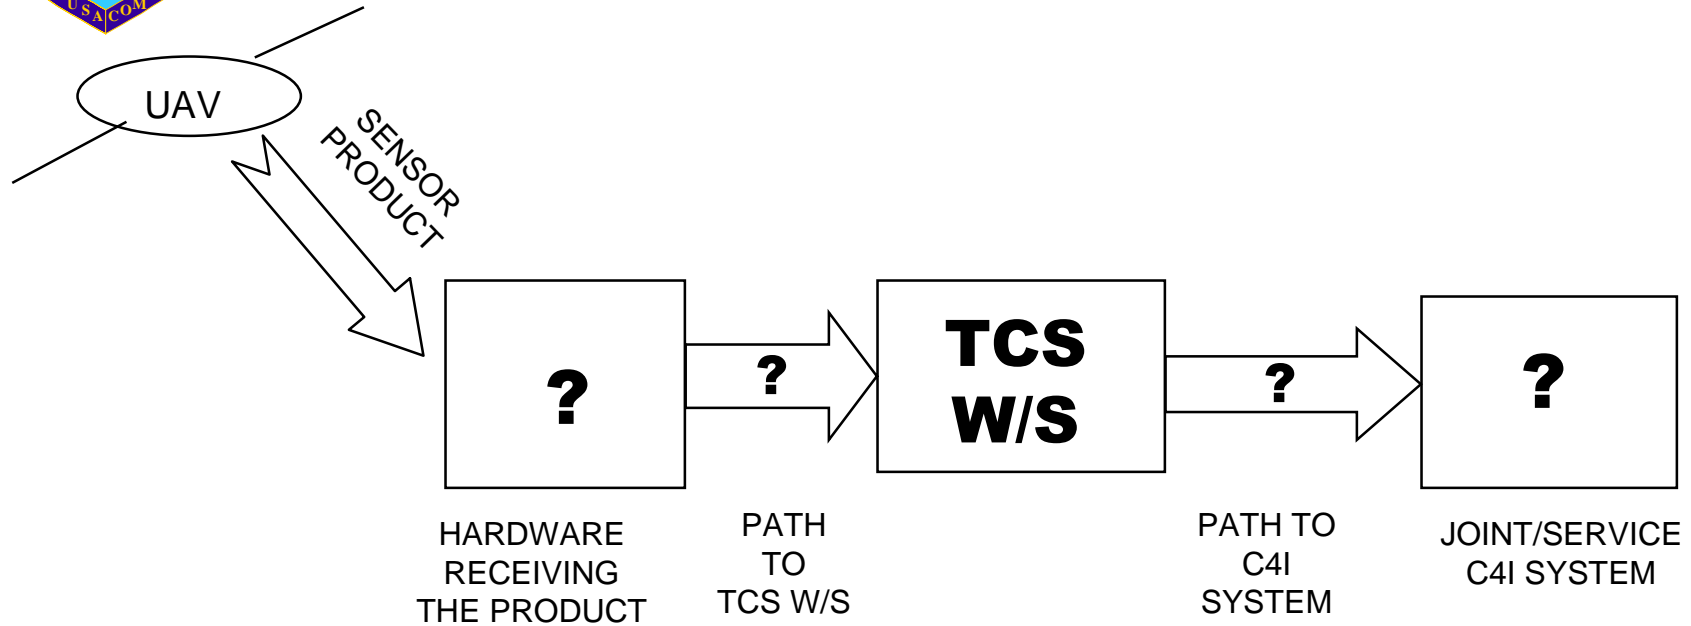 USACOM
UAV
SENSOR
PRODUCT
?
?
TCS
W/S
?
?
HARDWARE
RECEIVING
THE PRODUCT
PATH
TO
TCS W/S
PATH TO
C4I
SYSTEM
JOINT/SERVICE
C4I SYSTEM